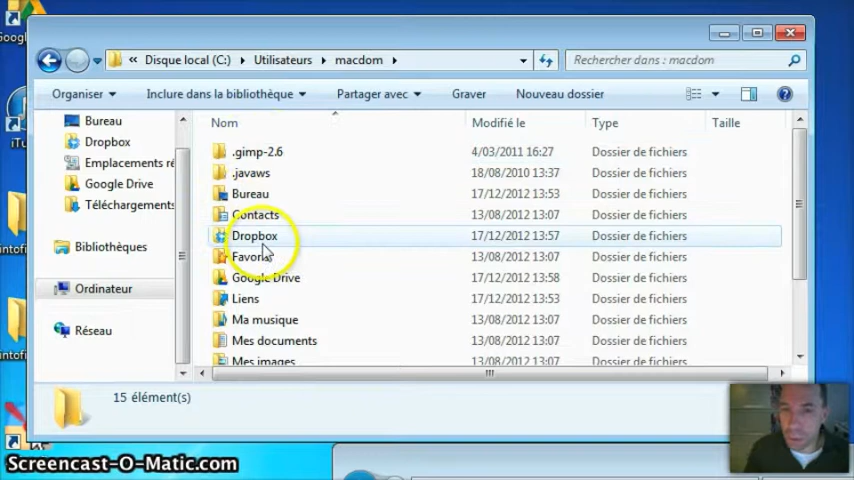 Google
« Disque local (C:) Utilisateurs macdom
Rechercher dans : macdom
Organiser Inclure dans la bibliothèque Partager avec Graver Nouveau dossier
Nom Modifié le Type Taille
Bureau
Dropbox
Emplacements ré
Google Drive
Téléchargements
Bibliothèques
Ordinateur
Réseau
.gimp-2.6 4/03/2011 16:27 Dossier de fichiers
.javaws 18/08/2010 13:37 Dossier de fichiers
Bureau 17/12/2012 13:53 Dossier de fichiers
Contacts 13/08/2012 13:07 Dossier de fichiers
Dropbox 17/12/2012 13:57 Dossier de fichiers
Favoris 13/08/2012 13:07 Dossier de fichiers
Google Drive 17/12/2012 13:58 Dossier de fichiers
Liens 17/12/2012 13:53 Dossier de fichiers
Ma musique 13/08/2012 13:07 Dossier de fichiers
Mes documents 13/08/2012 13:07 Dossier de fichiers
Mes images 13/08/2012 13:07 Dossier de fichiers
15 élément(s)
iTu
intofi
intofin
Screencast-O-Matic.com